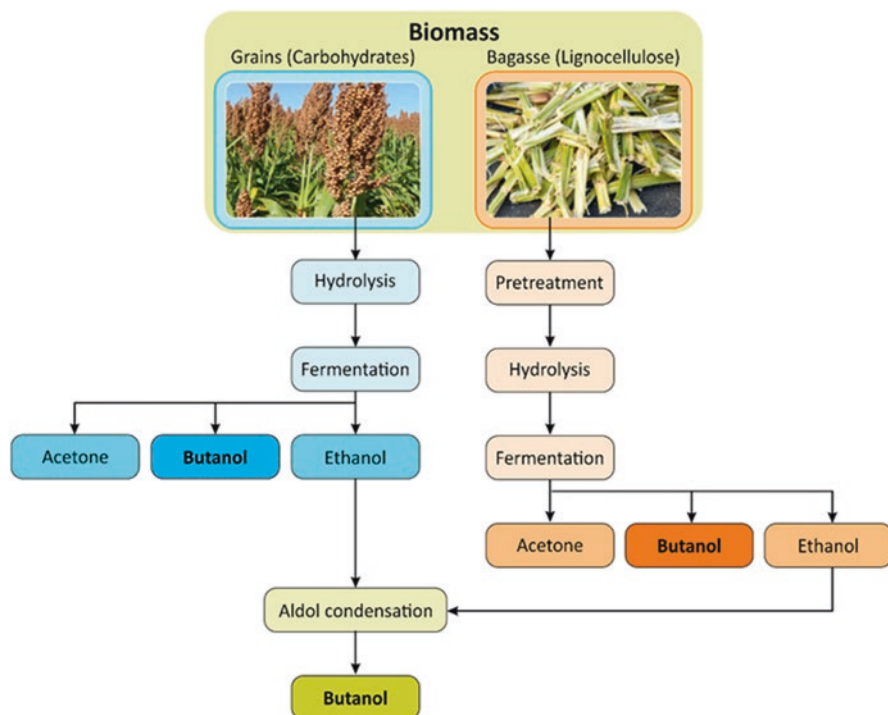 Biomass
Grains (Carbohydrates)
Bagasse (Lignocellulose)
Hydrolysis
Pretreatment
Fermentation
Hydrolysis
Acetone
Butanol
Ethanol
Fermentation
Acetone
Butanol
Ethanol
Aldol condensation
Butanol